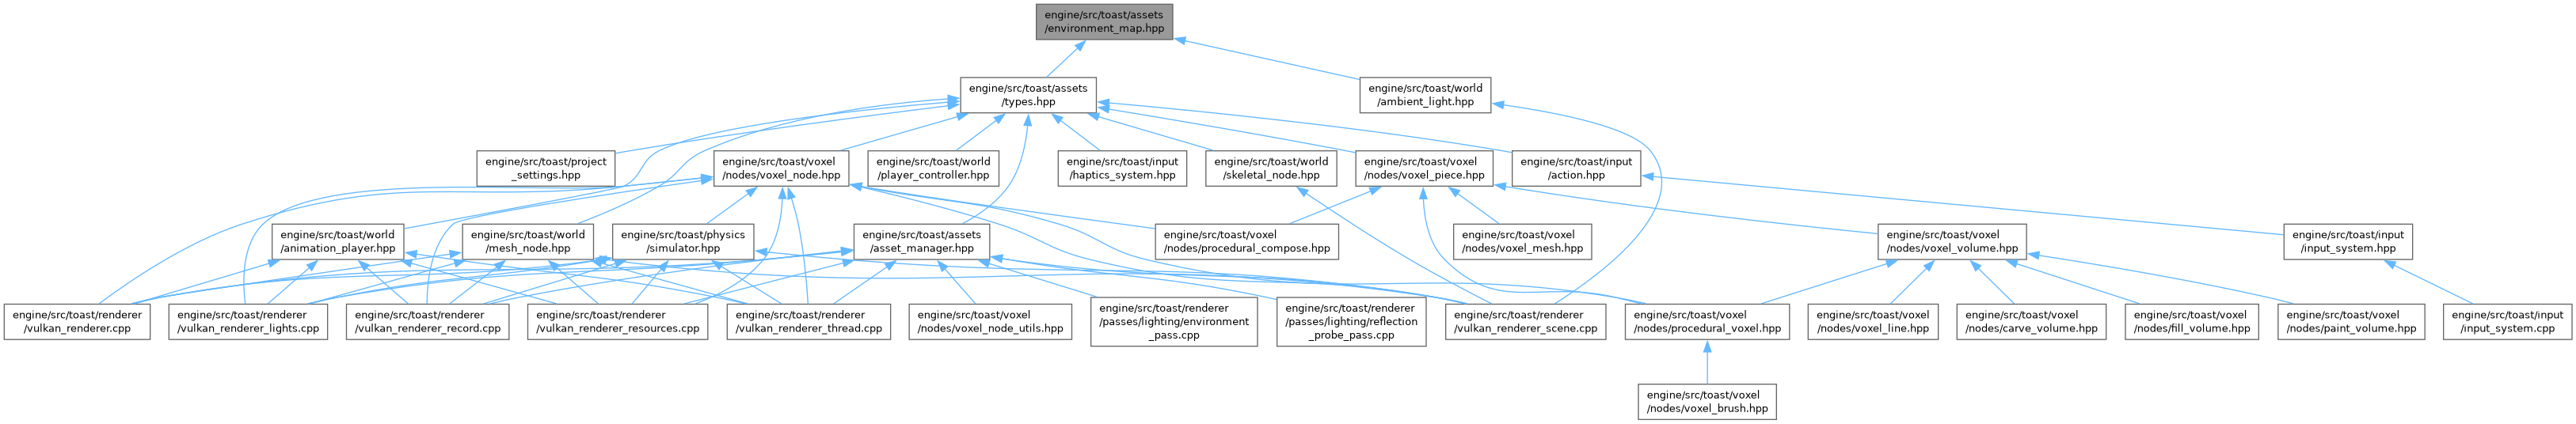 engine/src/toast/assets
/environment_map.hpp
engine/src/toast/assets
/types.hpp
engine/src/toast/world
/ambient_light.hpp
engine/src/toast/project
_settings.hpp
engine/src/toast/voxel
/nodes/voxel_node.hpp
engine/src/toast/world
/player_controller.hpp
engine/src/toast/input
/haptics_system.hpp
engine/src/toast/world
/skeletal_node.hpp
engine/src/toast/voxel
/nodes/voxel_piece.hpp
engine/src/toast/input
/action.hpp
engine/src/toast/world
/animation_player.hpp
engine/src/toast/world
/mesh_node.hpp
engine/src/toast/physics
/simulator.hpp
engine/src/toast/assets
/asset_manager.hpp
engine/src/toast/voxel
/nodes/procedural_compose.hpp
engine/src/toast/voxel
/nodes/voxel_mesh.hpp
engine/src/toast/voxel
/nodes/voxel_volume.hpp
engine/src/toast/input
/input_system.hpp
engine/src/toast/renderer
/vulkan_renderer.cpp
engine/src/toast/renderer
/vulkan_renderer_lights.cpp
engine/src/toast/renderer
/vulkan_renderer_record.cpp
engine/src/toast/renderer
/vulkan_renderer_resources.cpp
engine/src/toast/renderer
/vulkan_renderer_thread.cpp
engine/src/toast/voxel
/nodes/voxel_node_utils.hpp
engine/src/toast/renderer
/passes/lighting/environment
_pass.cpp
engine/src/toast/renderer
/passes/lighting/reflection
_probe_pass.cpp
engine/src/toast/renderer
/vulkan_renderer_scene.cpp
engine/src/toast/voxel
/nodes/procedural_voxel.hpp
engine/src/toast/voxel
/nodes/voxel_line.hpp
engine/src/toast/voxel
/nodes/carve_volume.hpp
engine/src/toast/voxel
/nodes/fill_volume.hpp
engine/src/toast/voxel
/nodes/paint_volume.hpp
engine/src/toast/input
/input_system.cpp
engine/src/toast/voxel
/nodes/voxel_brush.hpp